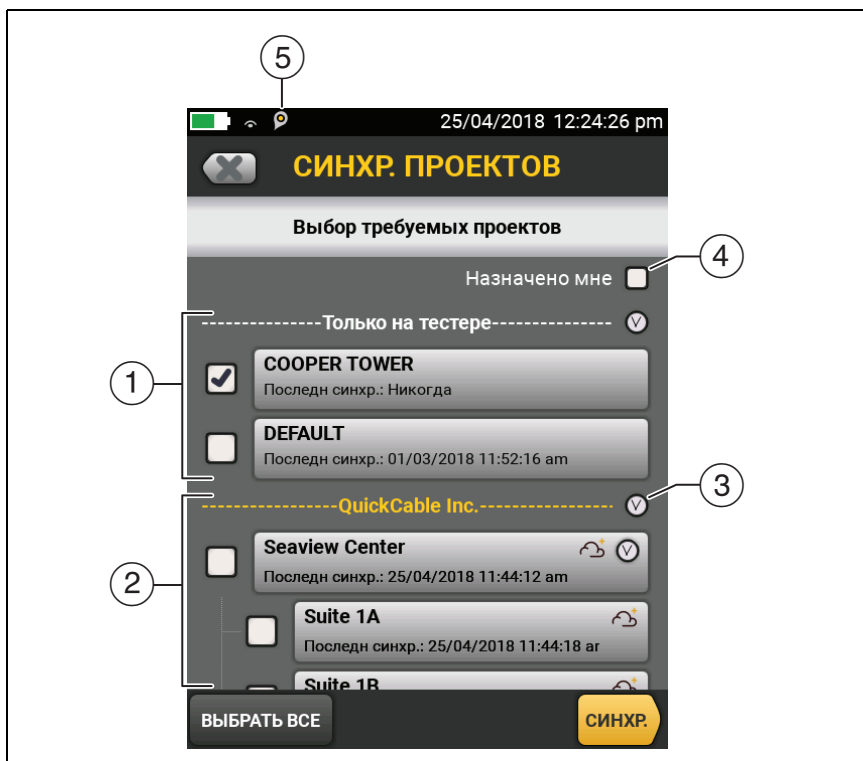 5
25/04/2018 12:24:26 pm
СИНХР. ПРОЕКТОВ
Выбор требуемых проектов
4
Назначено мне
Только на тестере
1
COOPER TOWER
Последн синхр.: Никогда
DEFAULT
Последн синхр.: 01/03/2018 11:52:16 am
3
QuickCable Inc.
2
Seaview Center
Последн синхр.: 25/04/2018 11:44:12 am
Suite 1A
Последн синхр.: 25/04/2018 11:44:18 ar
Suite 1B
ВЫБРАТЬ ВСЕ
СИНХР.